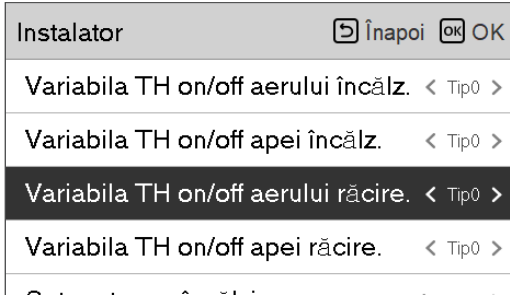 Instalator Înapoi OK OK
Variabila TH on/off aerului încălz. < Tip0 >
Variabila TH on/off apei încălz. < Tip0 >
Variabila TH on/off aerului răcire. < Tip0 >
Variabila TH on/off apei răcire. < Tip0 >